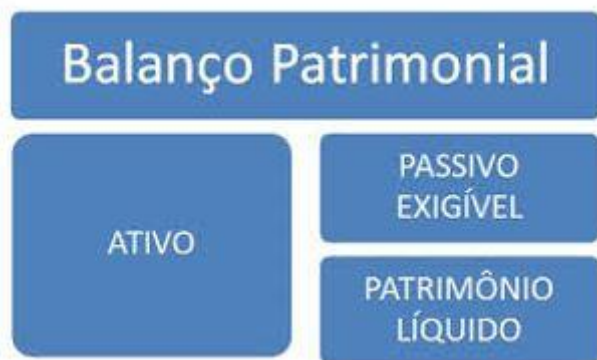 Balanço Patrimonial
ATIVO
PASSIVO
EXIGÍVEL
PATRIMÔNIO
LÍQUIDO